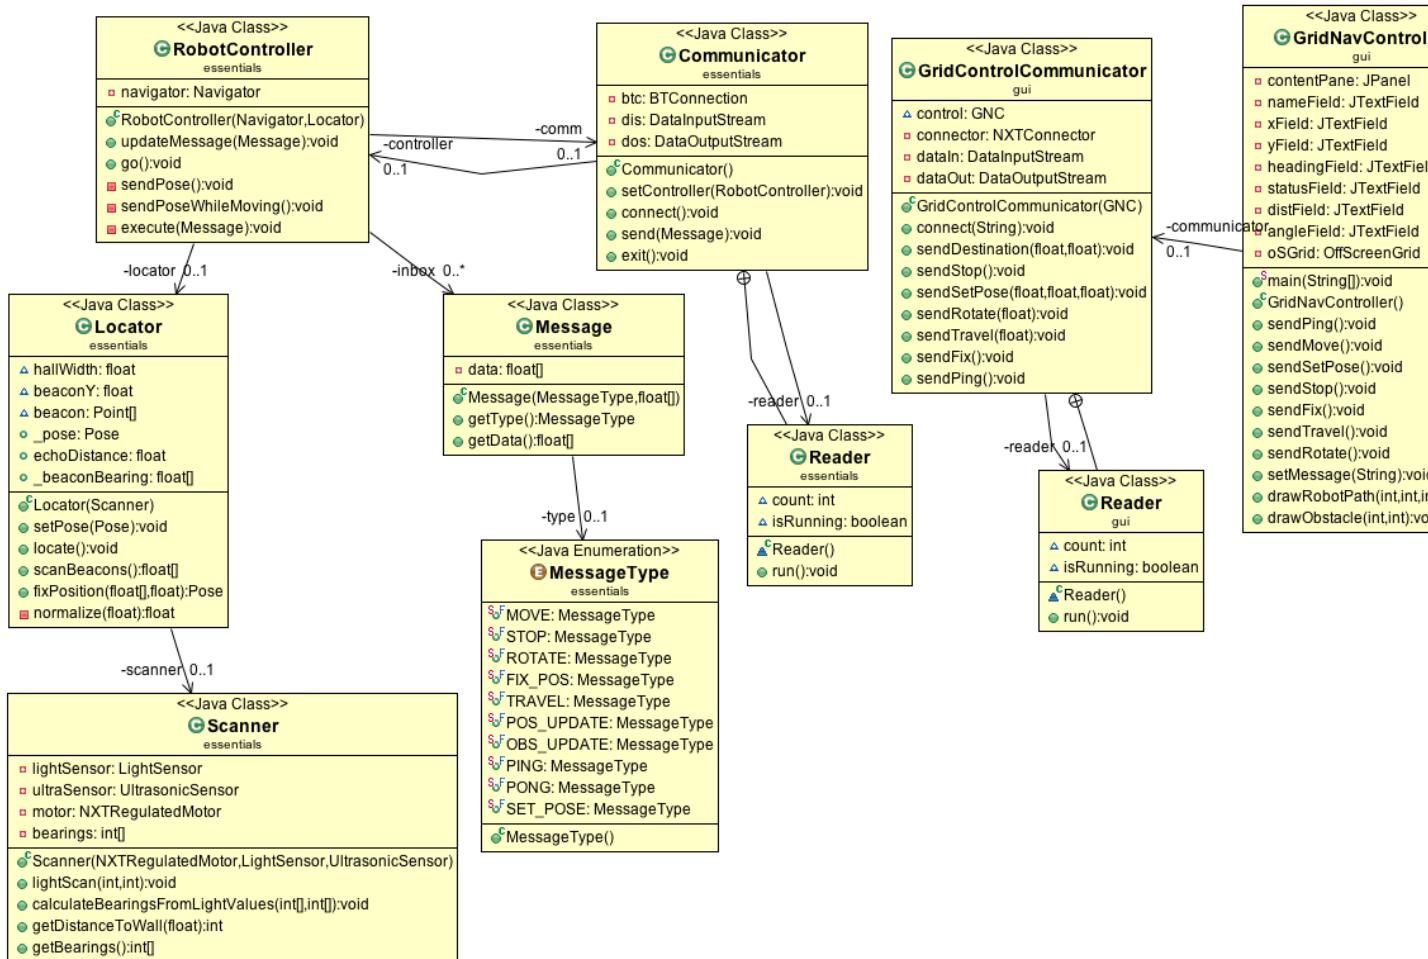 <<Java Class>>
RobotController
essentials
navigator: Navigator
RobotController(Navigator,Locator)
updateMessage(Message):void
go():void
sendPose():void
sendPoseWhileMoving():void
execute(Message):void
-controller
0..1
-comm
0..1
<<Java Class>>
Communicator
essentials
btc: BTConnection
dis: DataInputStream
dos: DataOutputStream
Communicator()
setController(RobotController):void
connect():void
send(Message):void
exit():void
<<Java Class>>
GridControlCommunicator
gui
control: GNC
connector: NXTConnector
dataIn: DataInputStream
dataOut: DataOutputStream
GridControlCommunicator(GNC)
connect(String):void
sendDestination(float,float):void
sendStop():void
sendSetPose(float,float,float):void
sendRotate(float):void
sendTravel(float):void
sendFix():void
sendPing():void
-communicator
0..1
<<Java Class>>
GridNavControl
gui
contentPane: JPanel
nameField: JTextField
xField: JTextField
yField: JTextField
headingField: JTextFiel
statusField: JTextField
distField: JTextField
angleField: JTextField
oSGrid: OffScreenGrid
main(String[]):void
GridNavController()
sendPing():void
sendMove():void
sendSetPose():void
sendStop():void
sendFix():void
sendTravel():void
sendRotate():void
setMessage(String):void
drawRobotPath(int,int,in
drawObstacle(int,int):vo
-locator 0..1
-inbox 0..*
<<Java Class>>
Locator
essentials
hallWidth: float
beaconY: float
beacon: Point[]
_pose: Pose
echoDistance: float
_beaconBearing: float[]
Locator(Scanner)
setPose(Pose):void
locate():void
scanBeacons():float[]
fixPosition(float[],float):Pose
normalize(float):float
<<Java Class>>
Message
essentials
data: float[]
Message(MessageType,float[])
getType():MessageType
getData():float[]
-reader 0..1
<<Java Class>>
Reader
essentials
count: int
isRunning: boolean
Reader()
run():void
-reader 0..1
<<Java Class>>
Reader
gui
count: int
isRunning: boolean
Reader()
run():void
-type 0..1
<<Java Enumeration>>
MessageType
essentials
MOVE: MessageType
STOP: MessageType
ROTATE: MessageType
FIX_POS: MessageType
TRAVEL: MessageType
POS_UPDATE: MessageType
OBS_UPDATE: MessageType
PING: MessageType
PONG: MessageType
SET_POSE: MessageType
MessageType()
-scanner 0..1
<<Java Class>>
Scanner
essentials
lightSensor: LightSensor
ultraSensor: UltrasonicSensor
motor: NXTRegulatedMotor
bearings: int[]
Scanner(NXTRegulatedMotor,LightSensor,UltrasonicSensor)
lightScan(int,int):void
calculateBearingsFromLightValues(int[],int[]):void
getDistanceToWall(float):int
getBearings():int[]